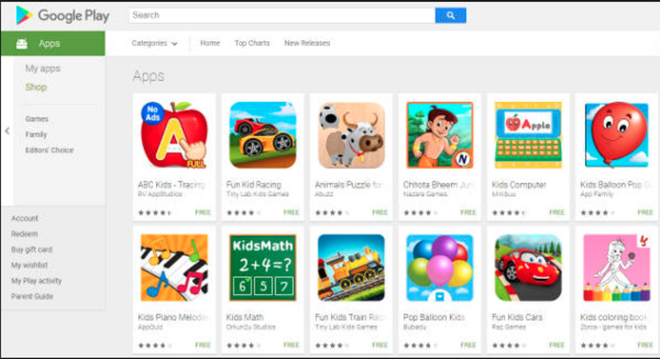 Google Play
Search
Apps
Categories
Home
Top Charts
New Releases
My apps
Shop
Games
Family
Editors' Choice
Account
Redeem
Buy gift card
My wishlist
My Play activity
Parent Guide
Apps
No Ads
A
FULL
N
Apple
ABC Kids - Tracing
RV AppStudios
FREE
Fun Kid Racing
Tiny Lab Kids Games
FREE
Animals Puzzle for
Abuzz
FREE
Chhota Bheem Jun
Nazara Games
FREE
Kids Computer
FREE
Kids Balloon Pop G
App Family
FREE
KidsMath
2+4=?
6 5 7
Kids Piano Melodie
AppQuiz
FREE
Kids Math
FREE
Fun Kids Train Ra
Tiny Lab Kids Games
FREE
Pop Balloon Kids
Bubadu
FREE
Fun Kids Cars
Raz Games
FREE
Kids coloring book
2bros - games for kids
FREE